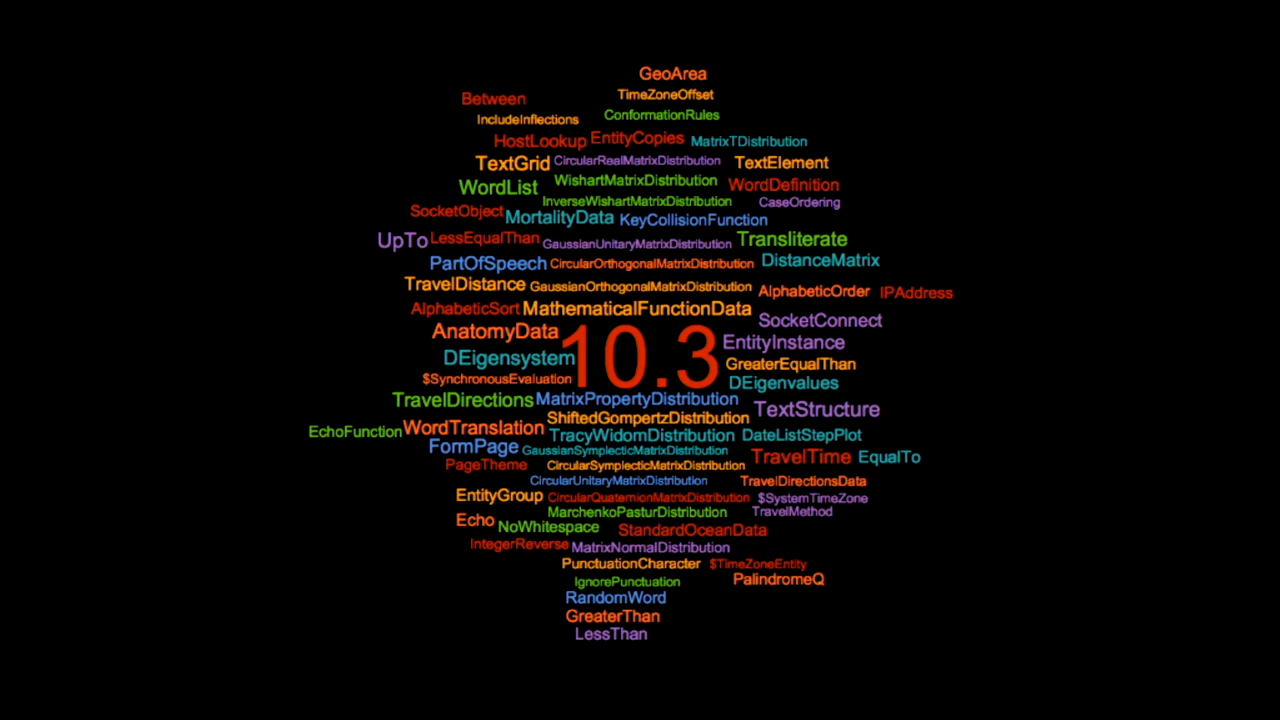 GeoArea
Between
TimeZoneOffset
IncludeInflections
ConformationRules
HostLookup
EntityCopies
MatrixTDistribution
TextGrid
CircularRealMatrixDistribution
TextElement
WordList
WishartMatrixDistribution
WordDefinition
InverseWishartMatrixDistribution
CaseOrdering
SocketObject
MortalityData
KeyCollisionFunction
UpTo
LessEqualThan
GaussianUnitaryMatrixDistribution
Transliterate
PartOfSpeech
CircularOrthogonalMatrixDistribution
DistanceMatrix
TravelDistance
GaussianOrthogonalMatrixDistribution
AlphabeticOrder
IPAddress
AlphabeticSort
MathematicalFunctionData
SocketConnect
AnatomyData
10.3
EntityInstance
DEigensystem
GreaterEqualThan
$SynchronousEvaluation
DEigenvalues
TravelDirections
MatrixPropertyDistribution
TextStructure
ShiftedGompertzDistribution
EchoFunction
WordTranslation
TracyWidomDistribution
DateListStepPlot
FormPage
GaussianSymplecticMatrixDistribution
TravelTime
EqualTo
PageTheme
CircularSymplecticMatrixDistribution
CircularUnitaryMatrixDistribution
TravelDirectionsData
EntityGroup
CircularQuaternionMatrixDistribution
$SystemTimeZone
MarchenkoPasturDistribution
TravelMethod
Echo
NoWhitespace
StandardOceanData
IntegerReverse
MatrixNormalDistribution
PunctuationCharacter
$TimeZoneEntity
IgnorePunctuation
PalindromeQ
RandomWord
GreaterThan
LessThan